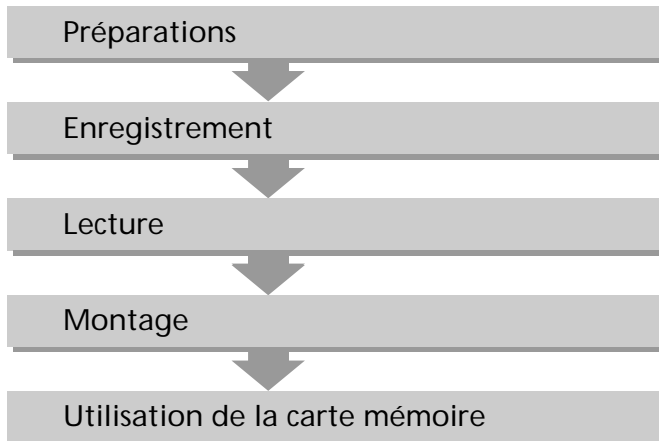 Préparations
Enregistrement
Lecture
Montage
Utilisation de la carte mémoire